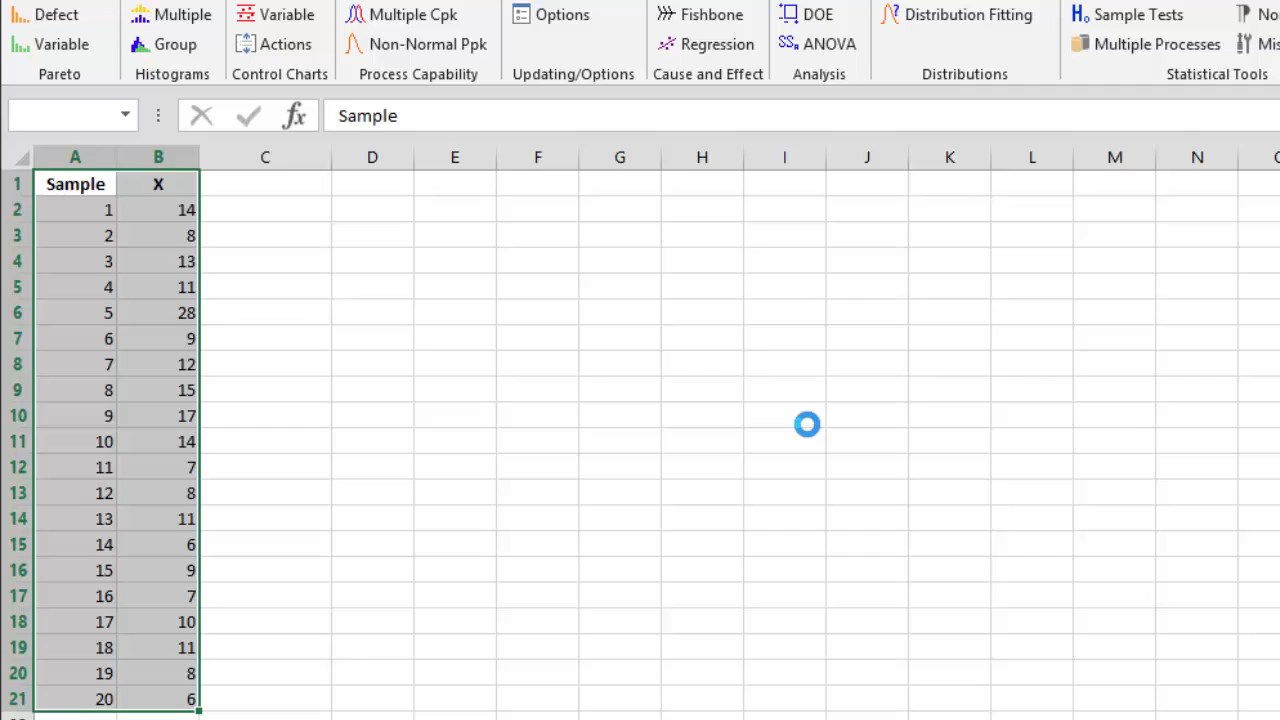 Defect Multiple Variable Multiple Cpk Options Fishbone DOE Distribution Fitting Sample Tests
Variable Group Actions Non-Normal Ppk Regression ANOVA Multiple Processes
Pareto Histograms Control Charts Process Capability Updating/Options Cause and Effect Analysis Distributions Statistical Tools
fx Sample
A B C D E F G H I J K L M N
1 Sample X
2 1 14
3 2 8
4 3 13
5 4 11
6 5 28
7 6 9
8 7 12
9 8 15
10 9 17
11 10 14
12 11 7
13 12 8
14 13 11
15 14 6
16 15 9
17 16 7
18 17 10
19 18 11
20 19 8
21 20 6